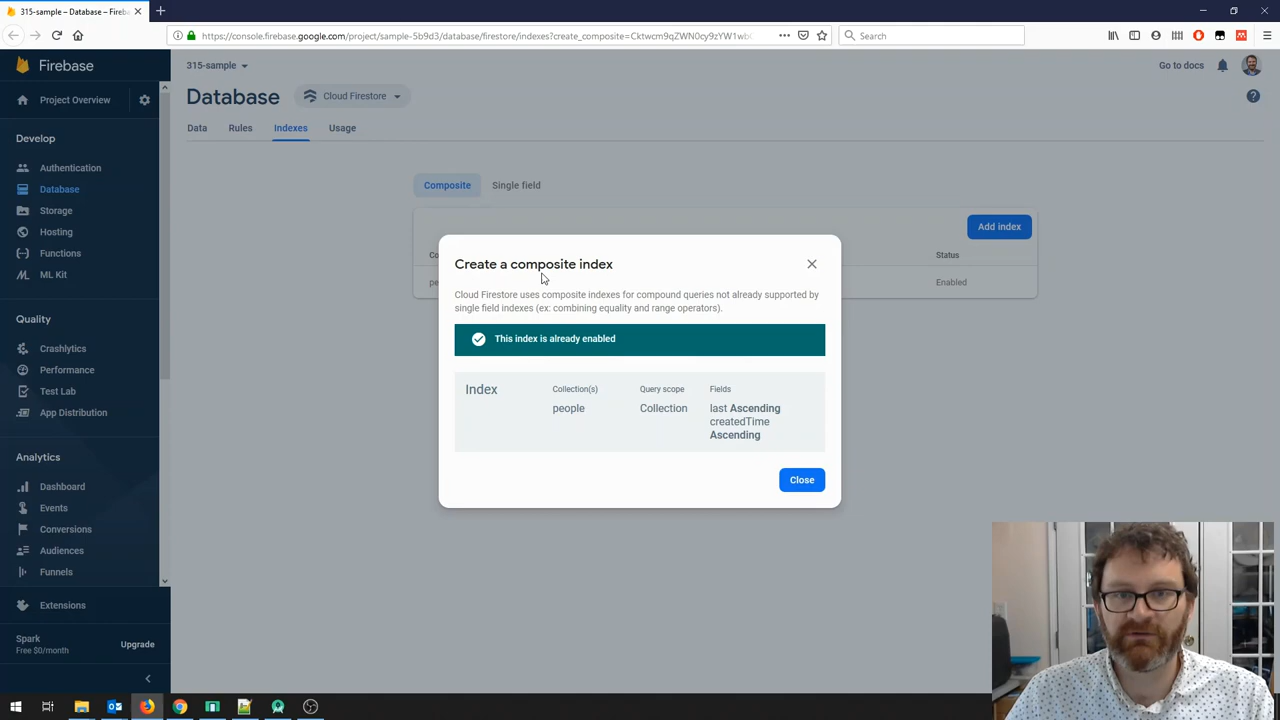 315-sample – Database – Fireb
https://console.firebase.google.com/project/sample-5b9d3/database/firestore/indexes?create_composite=Cktwcm9qZWN0cy9zYW1wb
Search
Firebase
315-sample
Go to docs
Project Overview
Database
Cloud Firestore
Data
Rules
Indexes
Usage
Develop
Authentication
Database
Storage
Hosting
Functions
ML Kit
Quality
Crashlytics
Performance
Test Lab
App Distribution
Analytics
Dashboard
Events
Conversions
Audiences
Funnels
Extensions
Spark
Free $0/month
Upgrade
Composite
Single field
Add index
Co
Status
pe
Enabled
Create a composite index
Cloud Firestore uses composite indexes for compound queries not already supported by
single field indexes (ex: combining equality and range operators).
This index is already enabled
Index
Collection(s)
Query scope
Fields
people
Collection
last Ascending
createdTime
Ascending
Close